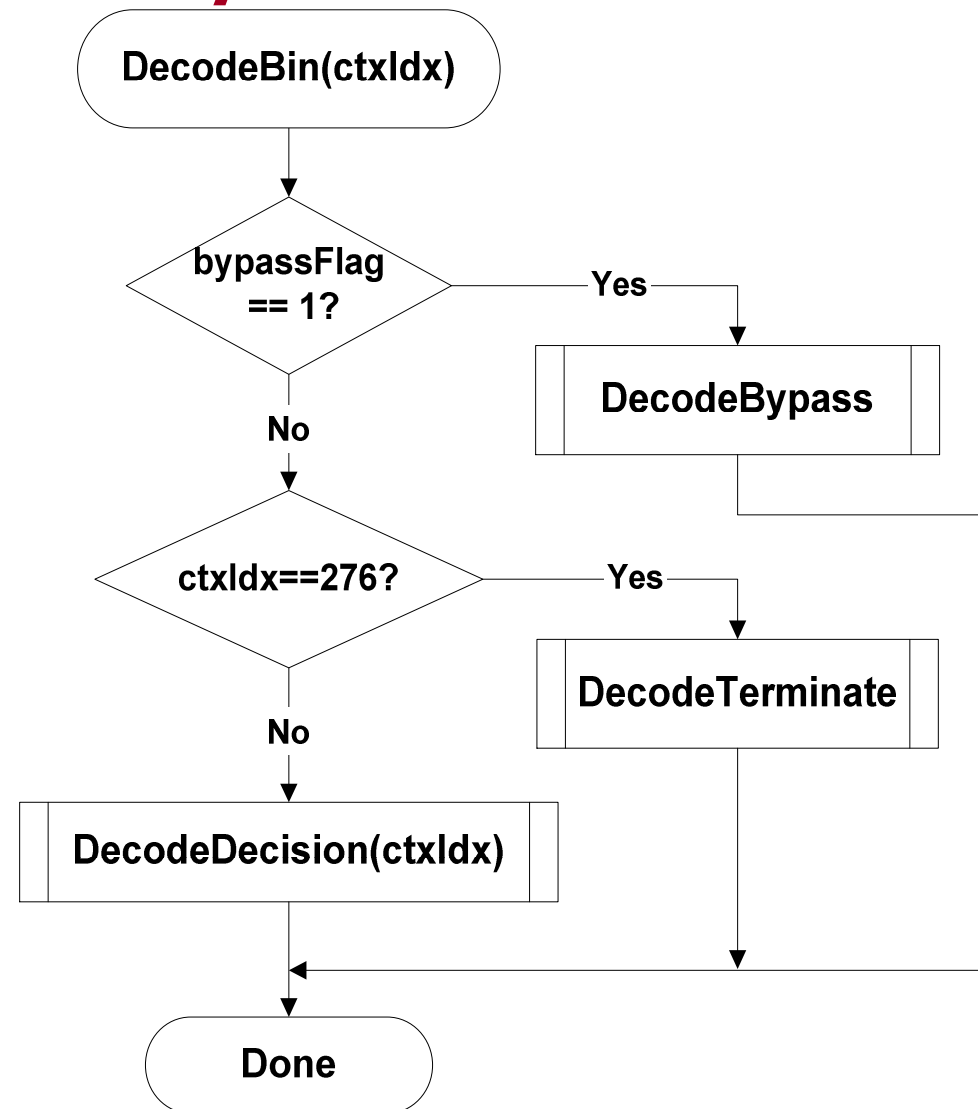 DecodeBin(ctxIdx)
bypassFlag
== 1?
Yes
DecodeBypass
No
ctxIdx==276?
Yes
DecodeTerminate
No
DecodeDecision(ctxIdx)
Done